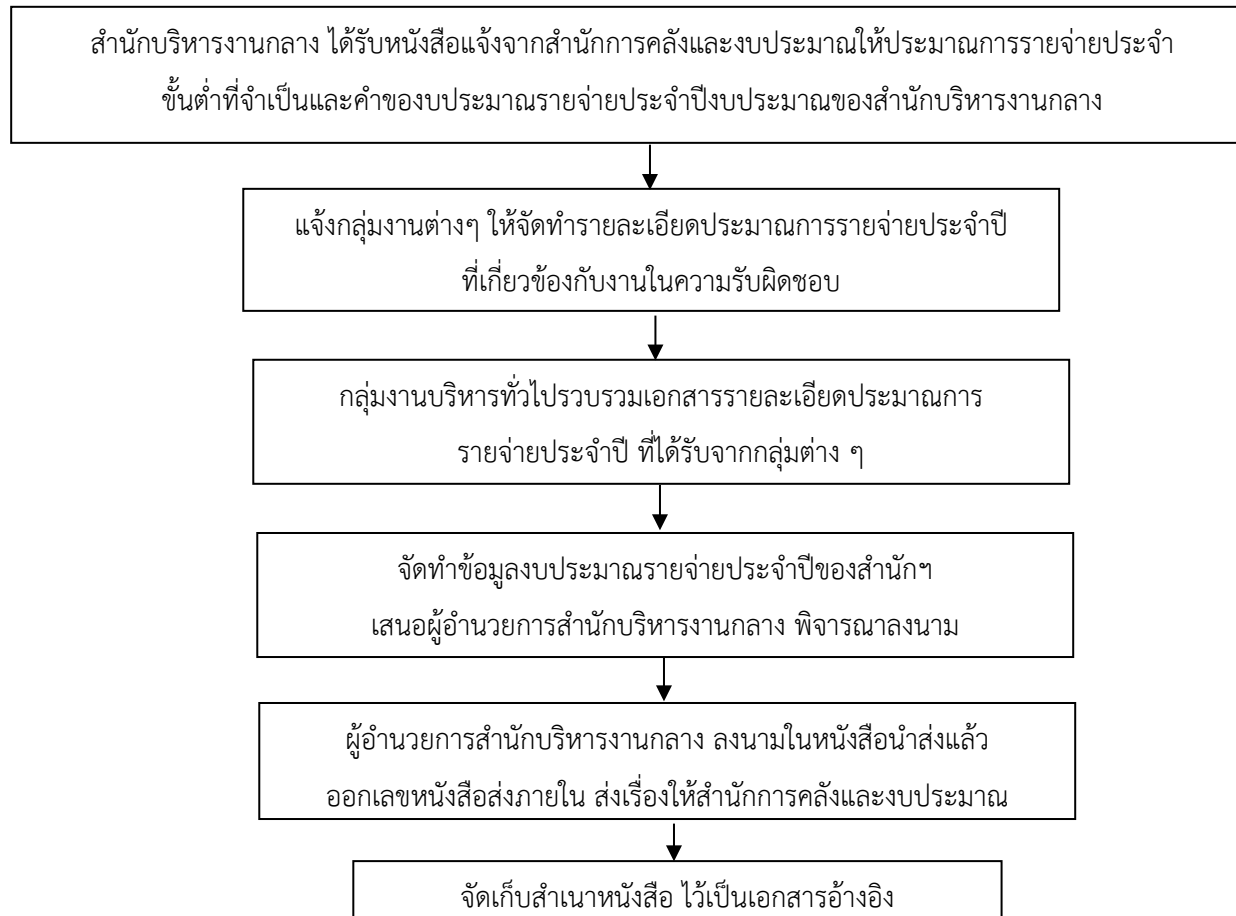 สำนักบริหารงานกลาง ได้รับหนังสือแจ้งจากสำนักการคลังและงบประมาณให้ประมาณการรายจ่ายประจำ
ขั้นต่ำที่จำเป็นและคำของบประมาณรายจ่ายประจำปีงบประมาณของสำนักบริหารงานกลาง
แจ้งกลุ่มงานต่างๆ ให้จัดทำรายละเอียดประมาณการรายจ่ายประจำปี
ที่เกี่ยวข้องกับงานในความรับผิดชอบ
กลุ่มงานบริหารทั่วไปรวบรวมเอกสารรายละเอียดประมาณการ
รายจ่ายประจำปี ที่ได้รับจากกลุ่มต่าง ๆ
จัดทำข้อมูลงบประมาณรายจ่ายประจำปีของสำนักฯ
เสนอผู้อำนวยการสำนักบริหารงานกลาง พิจารณาลงนาม
ผู้อำนวยการสำนักบริหารงานกลาง ลงนามในหนังสือนำส่งแล้ว
ออกเลขหนังสือส่งภายใน ส่งเรื่องให้สำนักการคลังและงบประมาณ
จัดเก็บสำเนาหนังสือ ไว้เป็นเอกสารอ้างอิง